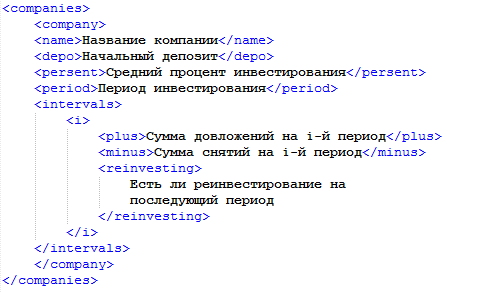 <companies>
<company>
<name>Название компании</name>
<depo>Начальный депозит</depo>
<persent>Средний процент инвестирования</persent>
<period>Период инвестирования</period>
<intervals>
<i>
<plus>Сумма довложений на i-й период</plus>
<minus>Сумма снятий на i-й период</minus>
<reinvesting>
Есть ли реинвестирование на
последующий период
</reinvesting>
</i>
</intervals>
</company>
</companies>